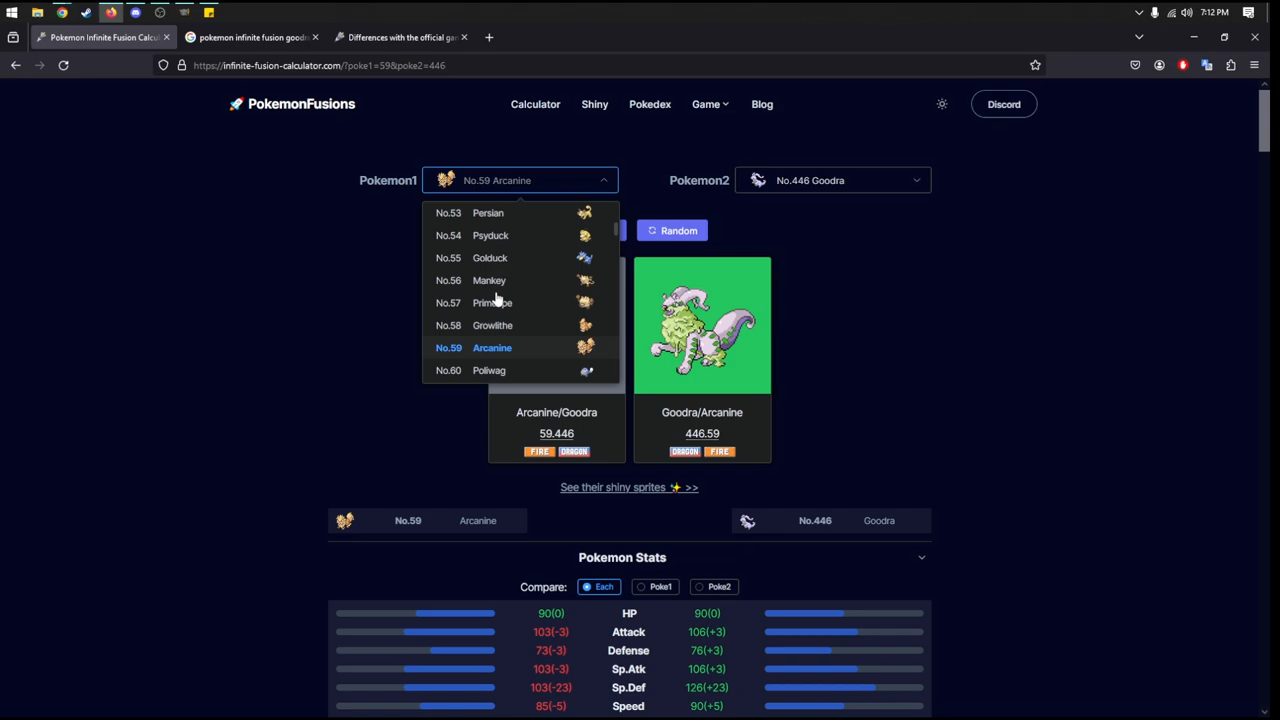 7:12 PM
Pokemon Infinite Fusion Calcul
pokemon infinite fusion goodr
Differences with the official ga
https://infinite-fusion-calculator.com/?poke1=59&poke2=446
PokemonFusions
Calculator
Shiny
Pokedex
Game
Blog
Discord
Pokemon1
No.59 Arcanine
Pokemon2
No.446 Goodra
No.53 Persian
No.54 Psyduck
No.55 Golduck
No.56 Mankey
No.57 Primeape
No.58 Growlithe
No.59 Arcanine
No.60 Poliwag
Random
Arcanine/Goodra
59.446
FIRE DRAGON
Goodra/Arcanine
446.59
DRAGON FIRE
See their shiny sprites ✨ >>
No.59 Arcanine
No.446 Goodra
Pokemon Stats
Compare: Each Poke1 Poke2
90(0) HP 90(0)
103(-3) Attack 106(+3)
73(-3) Defense 76(+3)
103(-3) Sp.Atk 106(+3)
103(-23) Sp.Def 126(+23)
85(-5) Speed 90(+5)